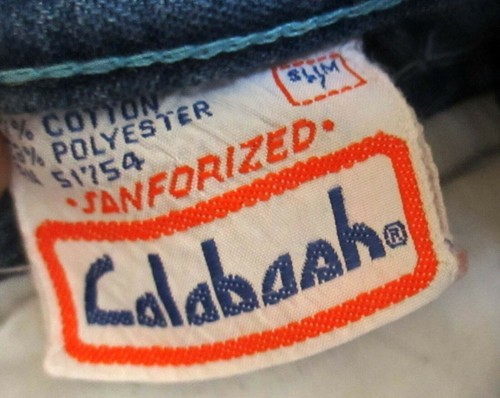 % COTTON
% POLYESTER
51754
•SANFORIZED•
Calabash®